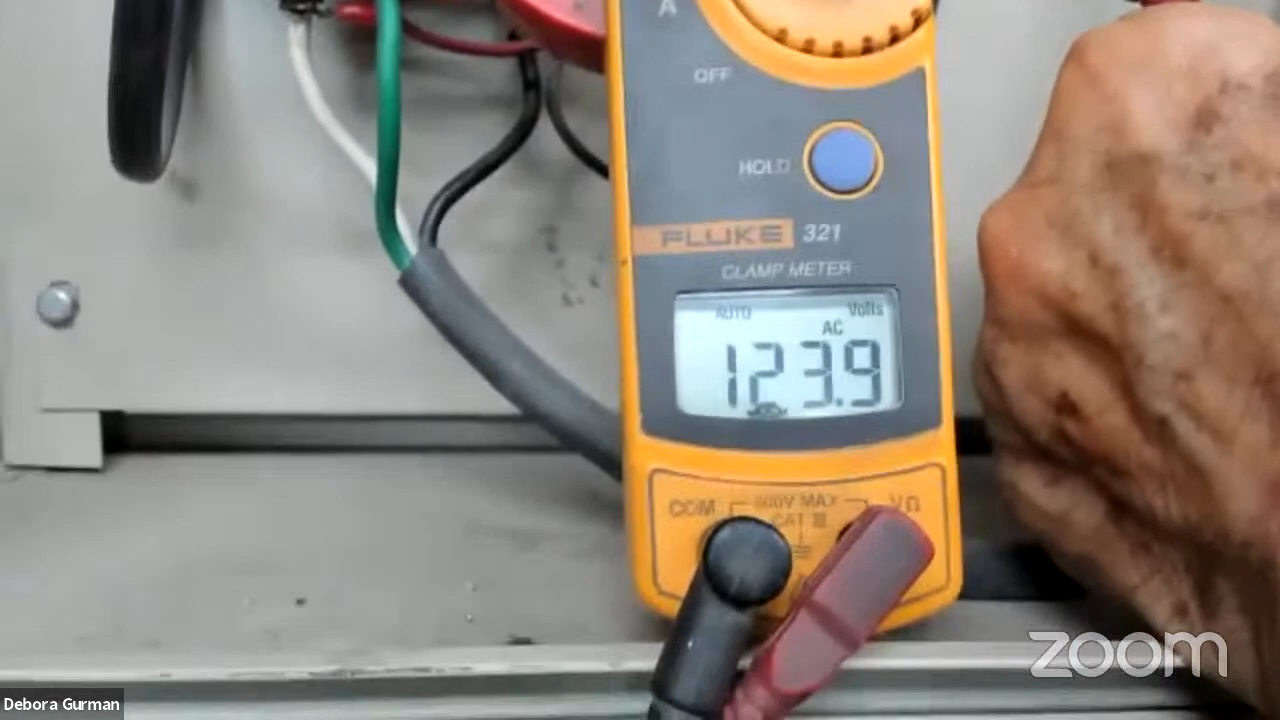 A
OFF
HOLD
FLUKE 321
CLAMP METER
AUTO Volts
AC
123.9
COM 600V MAX VΩ
CAT III
zoom
Debora Gurman